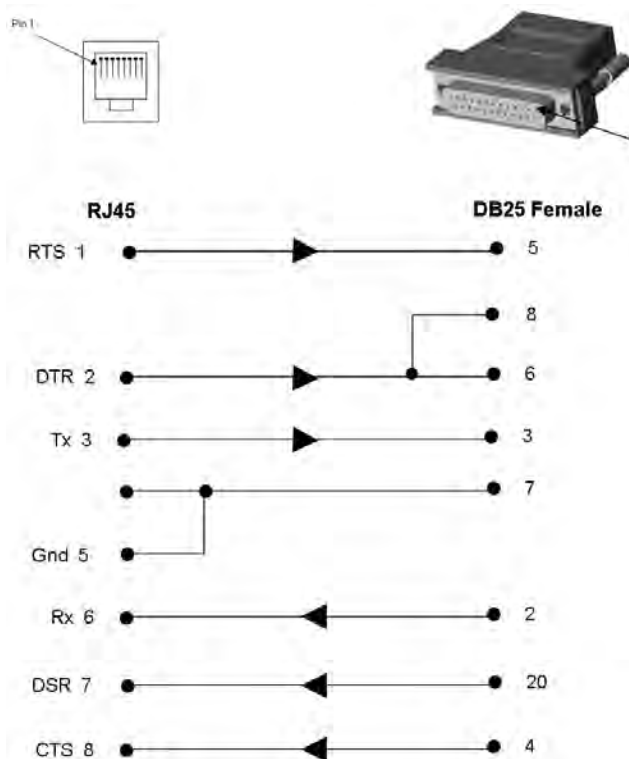 Pin 1
RJ45 DB25 Female
RTS 1 5
8
DTR 2 6
Tx 3 3
7
Gnd 5
Rx 6 2
DSR 7 20
CTS 8 4